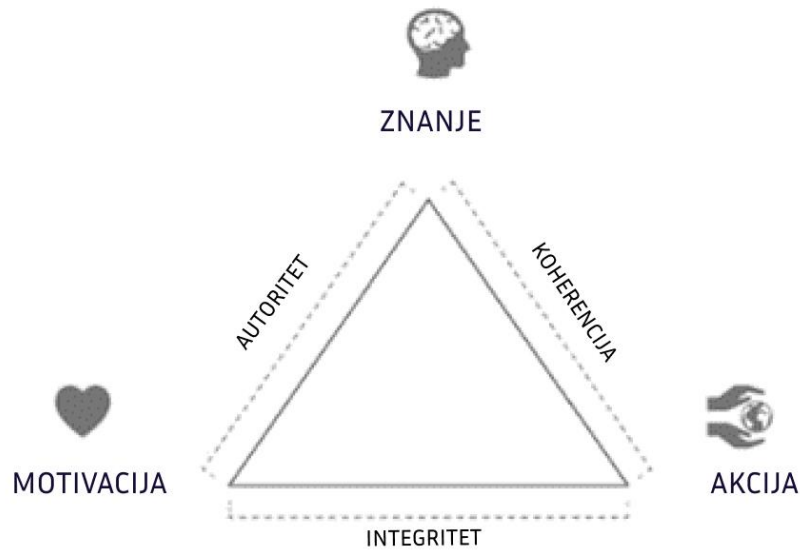 ZNANJE
AUTORITET
KOHERENCIJA
MOTIVACIJA
AKCIJA
INTEGRITET